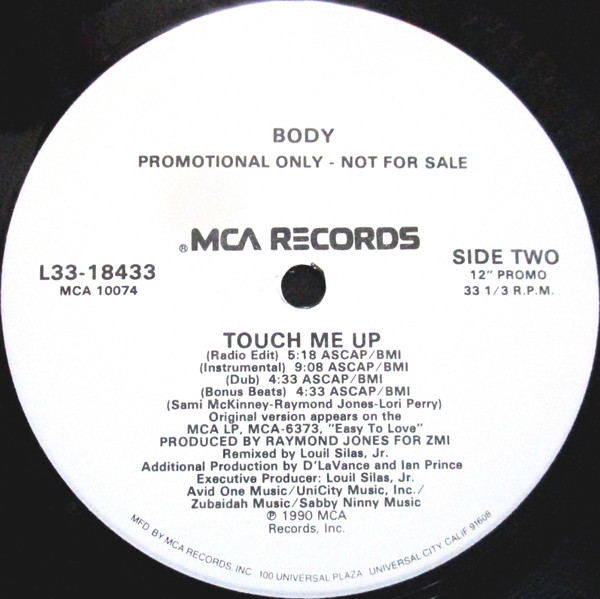 BODY
PROMOTIONAL ONLY - NOT FOR SALE
®MCA RECORDS
L33-18433
MCA 10074
SIDE TWO
12" PROMO
33 1/3 R.P.M.
TOUCH ME UP
(Radio Edit) 5:18 ASCAP/BMI
(Instrumental) 9:08 ASCAP/BMI
(Dub) 4:33 ASCAP/BMI
(Bonus Beats) 4:33 ASCAP/BMI
(Sami McKinney-Raymond Jones-Lori Perry)
Original version appears on the
MCA LP, MCA-6373, "Easy To Love"
PRODUCED BY RAYMOND JONES FOR ZMI
Remixed by Louil Silas, Jr.
Additional Production by D'LaVance and Ian Prince
Executive Producer: Louil Silas, Jr.
Avid One Music/UniCity Music, Inc./
Zubaidah Music/Sabby Ninny Music
℗ 1990 MCA
Records, Inc.
MFD. BY MCA RECORDS, INC. 100 UNIVERSAL PLAZA UNIVERSAL CITY, CALIF 91608